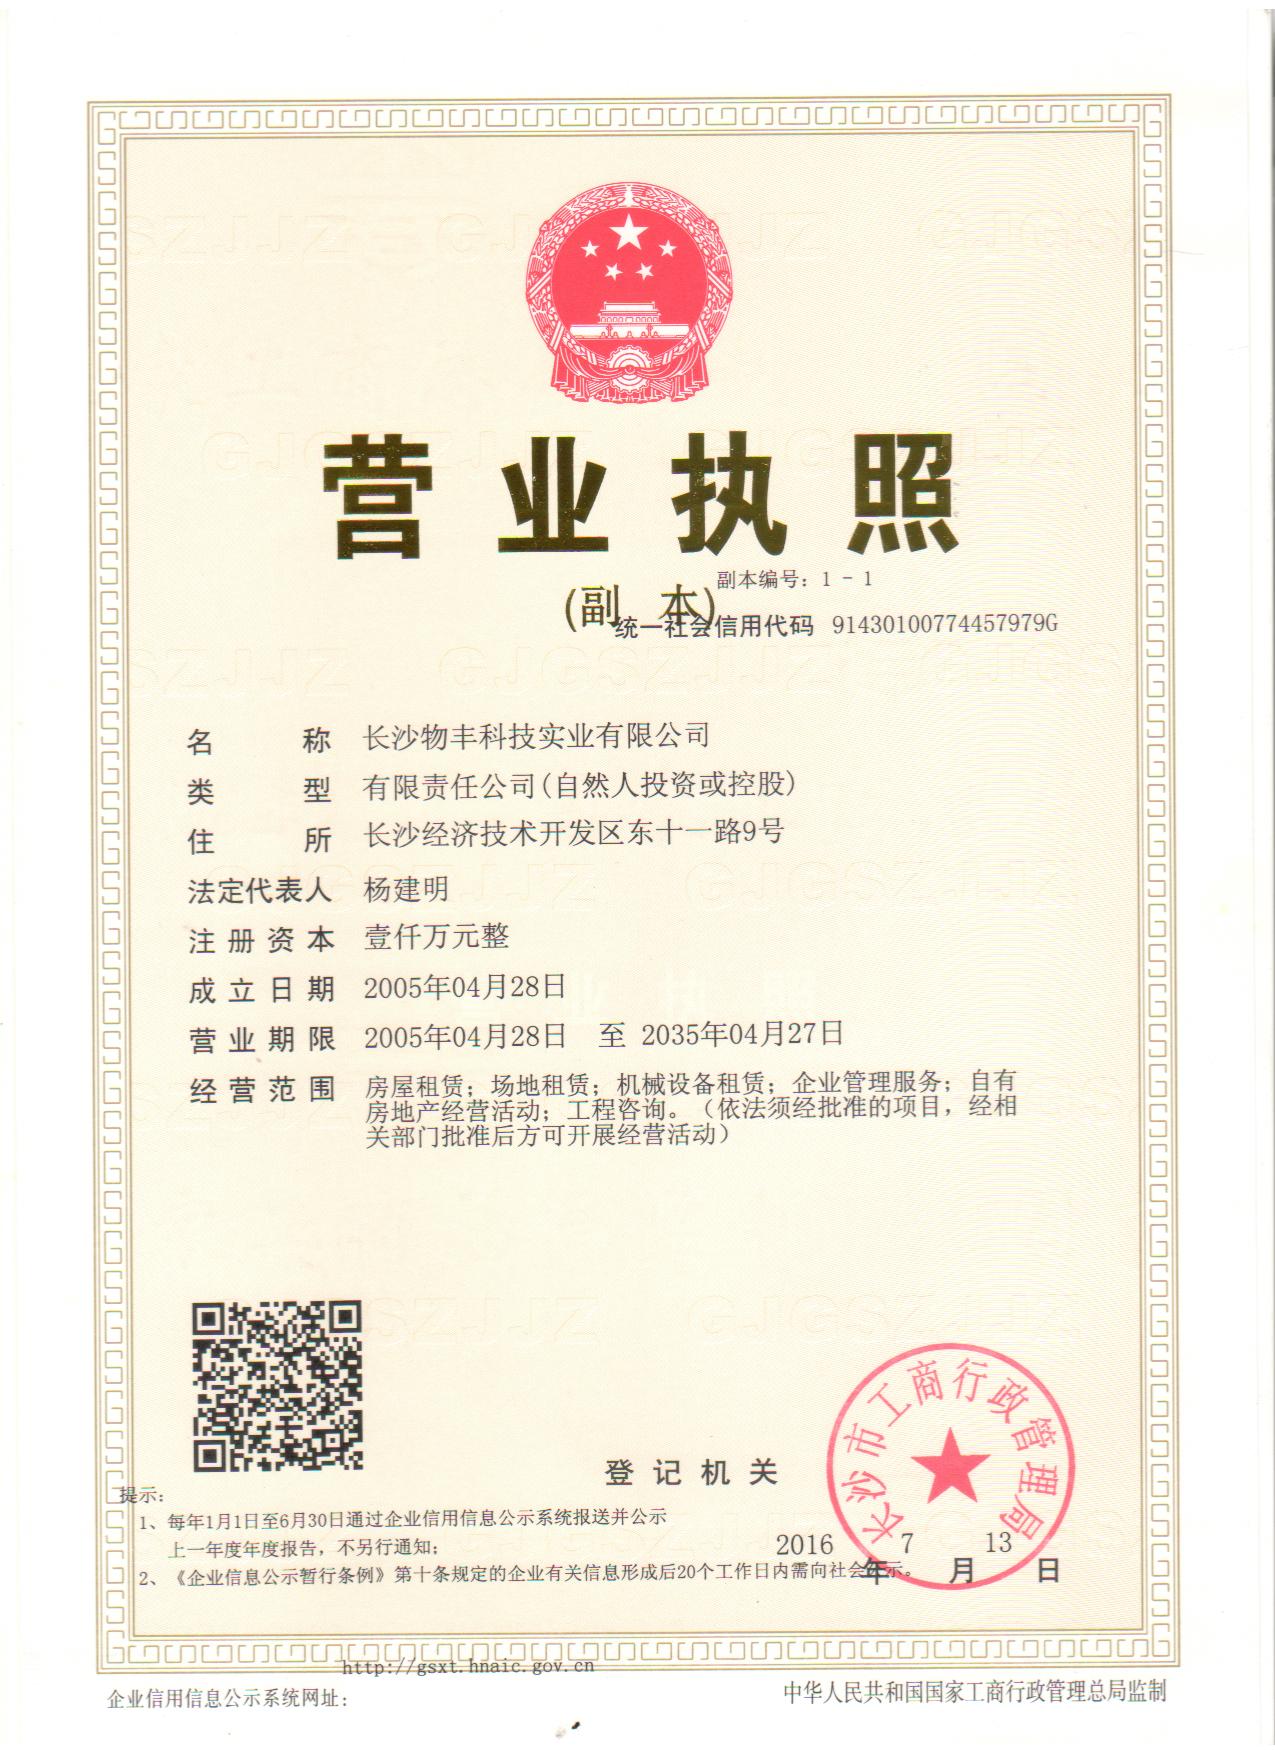 营业执照
(副 本)
副本编号：1－1
统一社会信用代码 91430100774457979G
名称 长沙物丰科技实业有限公司
类型 有限责任公司(自然人投资或控股)
住所 长沙经济技术开发区东十一路9号
法定代表人 杨建明
注册资本 壹仟万元整
成立日期 2005年04月28日
营业期限 2005年04月28日 至 2035年04月27日
经营范围 房屋租赁；场地租赁；机械设备租赁；企业管理服务；自有
房地产经营活动；工程咨询。（依法须经批准的项目，经相
关部门批准后方可开展经营活动）
登记机关
长沙市工商行政管理局
2016年7月13日
提示：
1、每年1月1日至6月30日通过企业信用信息公示系统报送并公示
上一年度年度报告，不另行通知；
2、《企业信息公示暂行条例》第十条规定的企业有关信息形成后20个工作日内需向社会公示。
http://gsxt.hnaic.gov.cn
企业信用信息公示系统网址：
中华人民共和国国家工商行政管理总局监制